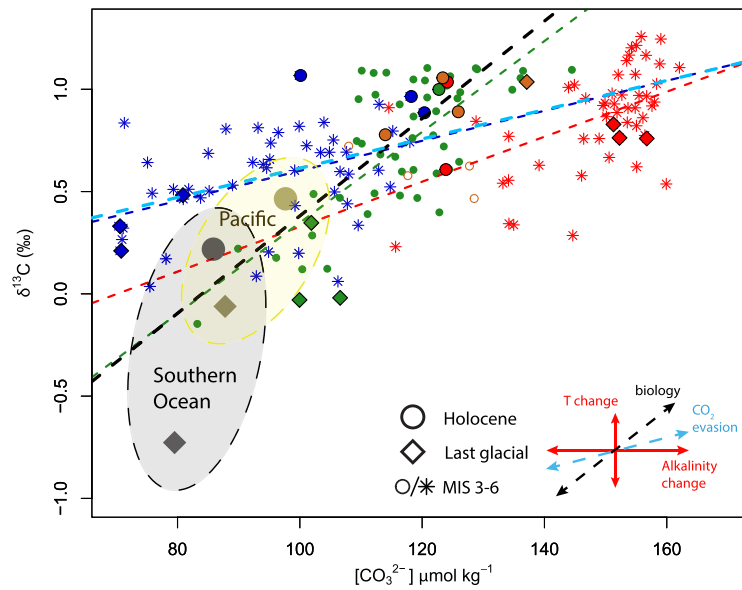 1.0
0.5
0.0
−0.5
−1.0
δ¹³C (‰)
Pacific
Southern
Ocean
Holocene
Last glacial
/ MIS 3-6
T change
biology
CO₂
evasion
Alkalinity
change
80 100 120 140 160
[CO₃²⁻] μmol kg⁻¹